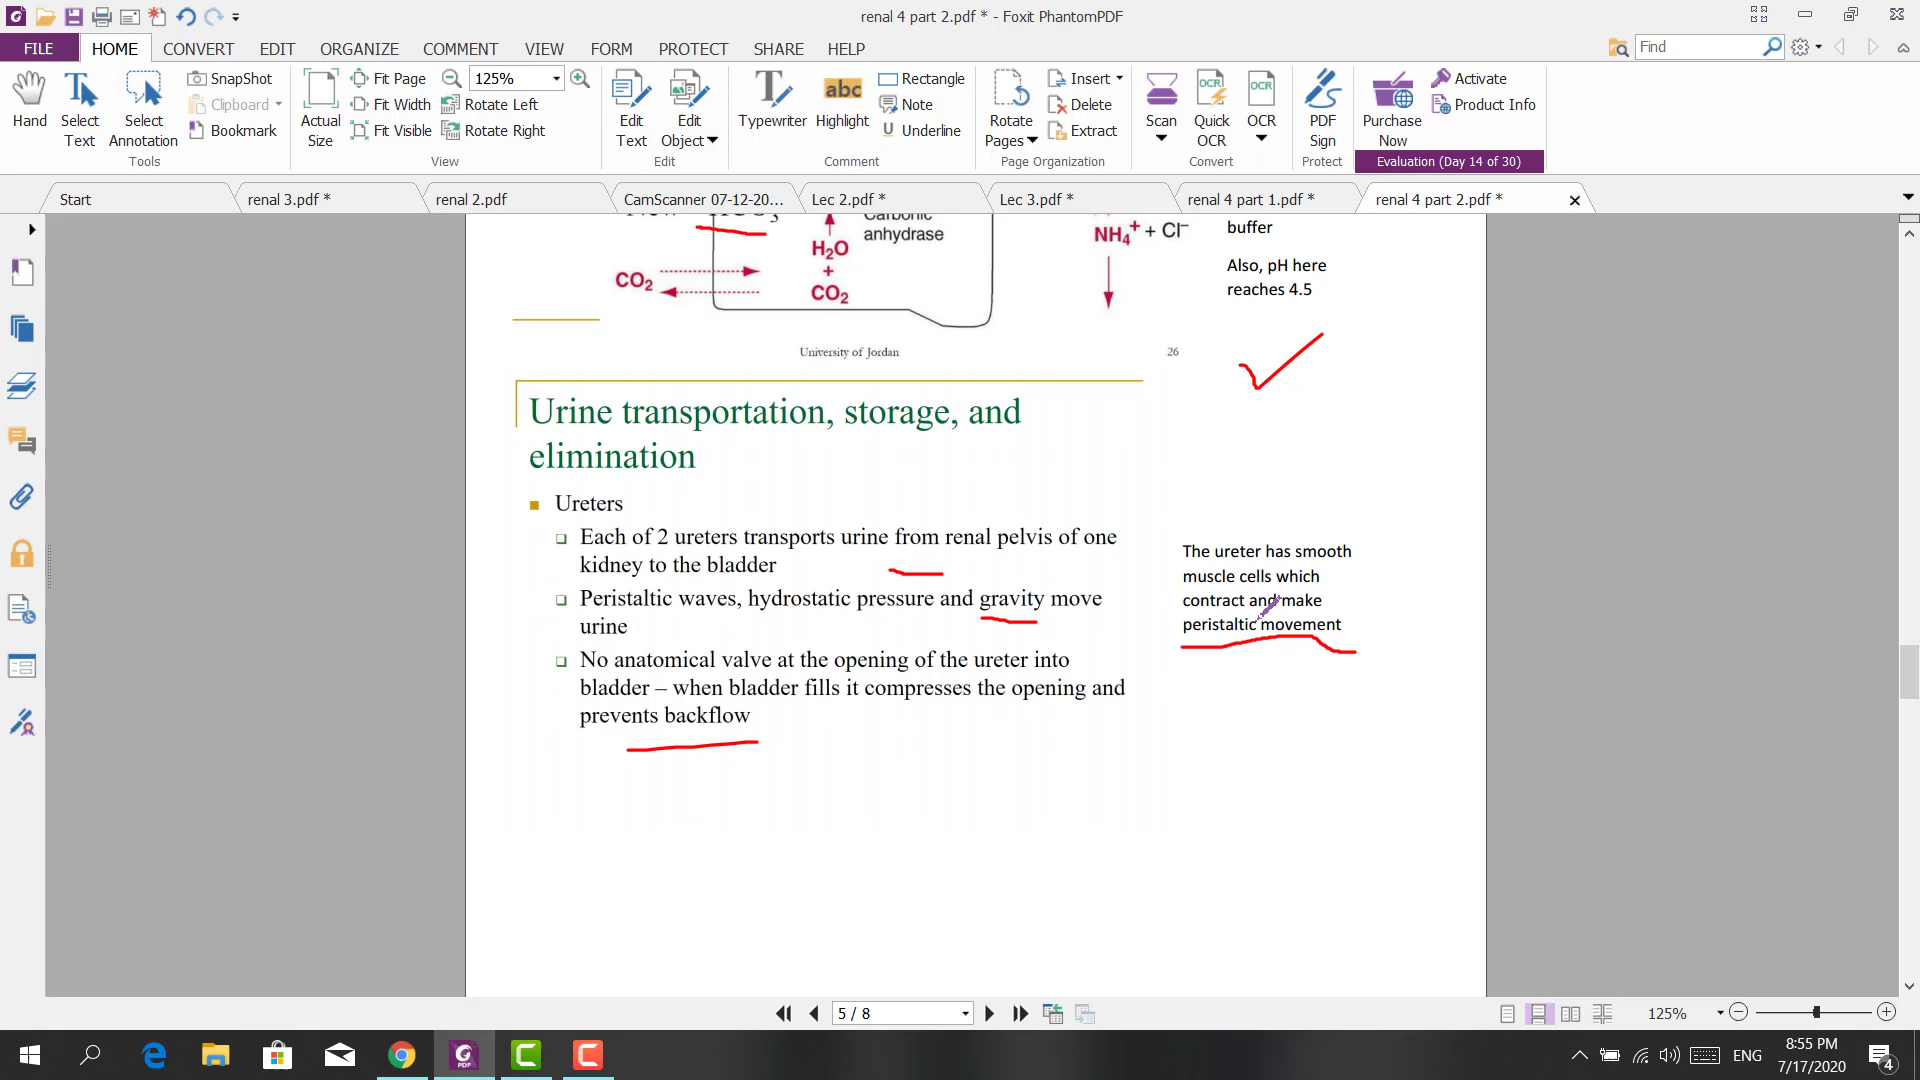 renal 4 part 2.pdf * - Foxit PhantomPDF
FILE HOME CONVERT EDIT ORGANIZE COMMENT VIEW FORM PROTECT SHARE HELP Find
Hand
Select Text
Select Annotation
SnapShot
Clipboard
Bookmark
Tools
Actual Size
Fit Page
Fit Width
Fit Visible
125%
Rotate Left
Rotate Right
View
Edit Text
Edit Object
Edit
Typewriter
abc
Highlight
Rectangle
Note
Underline
Comment
Rotate Pages
Insert
Delete
Extract
Page Organization
Scan
OCR
Quick OCR
OCR
OCR
Convert
PDF Sign
Protect
Purchase Now
Activate
Product Info
Evaluation (Day 14 of 30)
Start renal 3.pdf * renal 2.pdf CamScanner 07-12-20... Lec 2.pdf * Lec 3.pdf * renal 4 part 1.pdf * renal 4 part 2.pdf *
New HCO₃⁻
Carbonic
anhydrase
H₂O
+
CO₂
CO₂
NH₄⁺ + Cl⁻
buffer
Also, pH here
reaches 4.5
University of Jordan 26
Urine transportation, storage, and
elimination
Ureters
Each of 2 ureters transports urine from renal pelvis of one
kidney to the bladder
Peristaltic waves, hydrostatic pressure and gravity move
urine
No anatomical valve at the opening of the ureter into
bladder – when bladder fills it compresses the opening and
prevents backflow
The ureter has smooth
muscle cells which
contract and make
peristaltic movement
5 / 8
125%
PDF
ENG
8:55 PM
7/17/2020
4